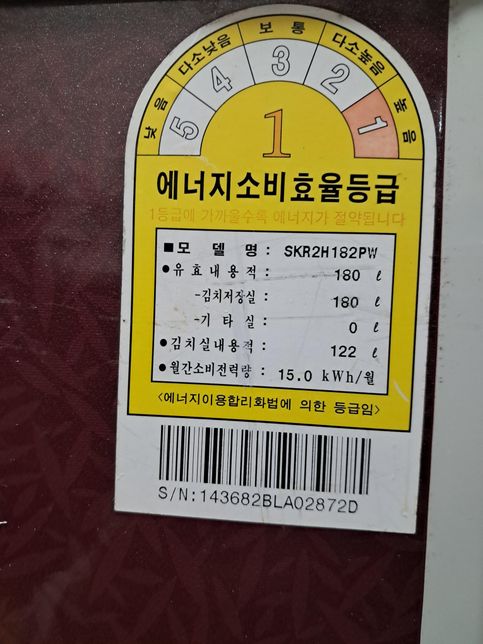 낮음 다소낮음 보통 다소높음 높음
5 4 3 2 1
1
에너지소비효율등급
1등급에 가까울수록 에너지가 절약됩니다
■모 델 명 : SKR2H182PW
●유효내용적 : 180 ℓ
-김치저장실 : 180 ℓ
-기 타 실 : 0 ℓ
●김치실내용적 : 122 ℓ
●월간소비전력량 : 15.0 kWh/월
<에너지이용합리화법에 의한 등급임>
S/N:143682BLA02872D